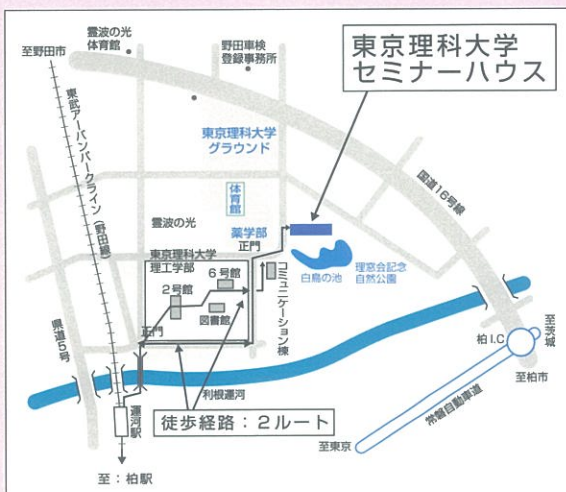 霊波の光
体育館
至野田市
野田車検
登録事務所
東京理科大学
セミナーハウス
東武アーバンパークライン(野田線)
東京理科大学
グラウンド
国道16号線
体育館
霊波の光
薬学部
正門
東京理科大学
理工学部
6号館
2号館
図書館
コミュニケーション棟
白鳥の池
理窓会記念
自然公園
正門
県道5号
至茨城
柏I.C
至柏市
利根運河
常磐自動車道
運河駅
徒歩経路:2ルート
至東京
至:柏駅